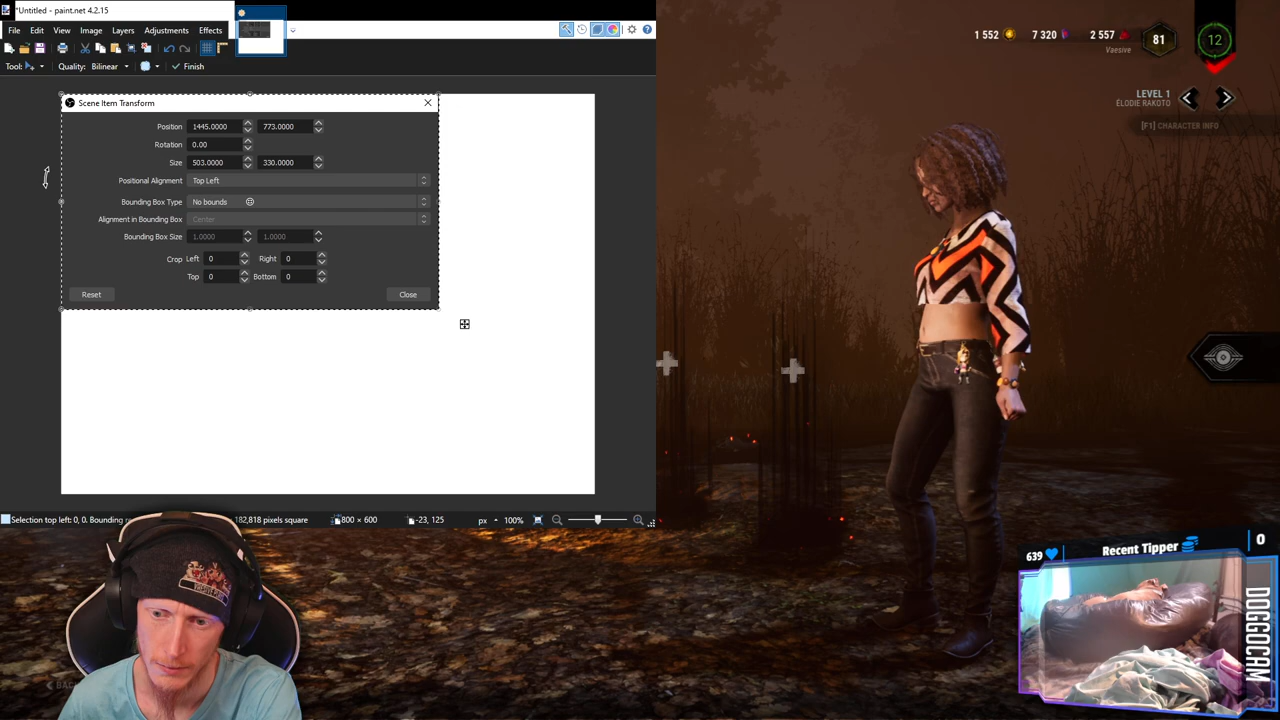 *Untitled - paint.net 4.2.15
File Edit View Image Layers Adjustments Effects
Tool: Quality: Bilinear Finish
Scene Item Transform
Position 1445.0000 773.0000
Rotation 0.00
Size 503.0000 330.0000
Positional Alignment Top Left
Bounding Box Type No bounds
Alignment in Bounding Box Center
Bounding Box Size 1.0000 1.0000
Crop Left 0 Right 0
Top 0 Bottom 0
Reset Close
Selection top left: 0, 0. Bounding 182,818 pixels square 800 × 600 -23, 125 px 100%
1 552 7 320 2 557 81 12
Vaesive
LEVEL 1
ÉLODIE RAKOTO
[F1] CHARACTER INFO
BACK
639 Recent Tipper 0
DOGGOCAM